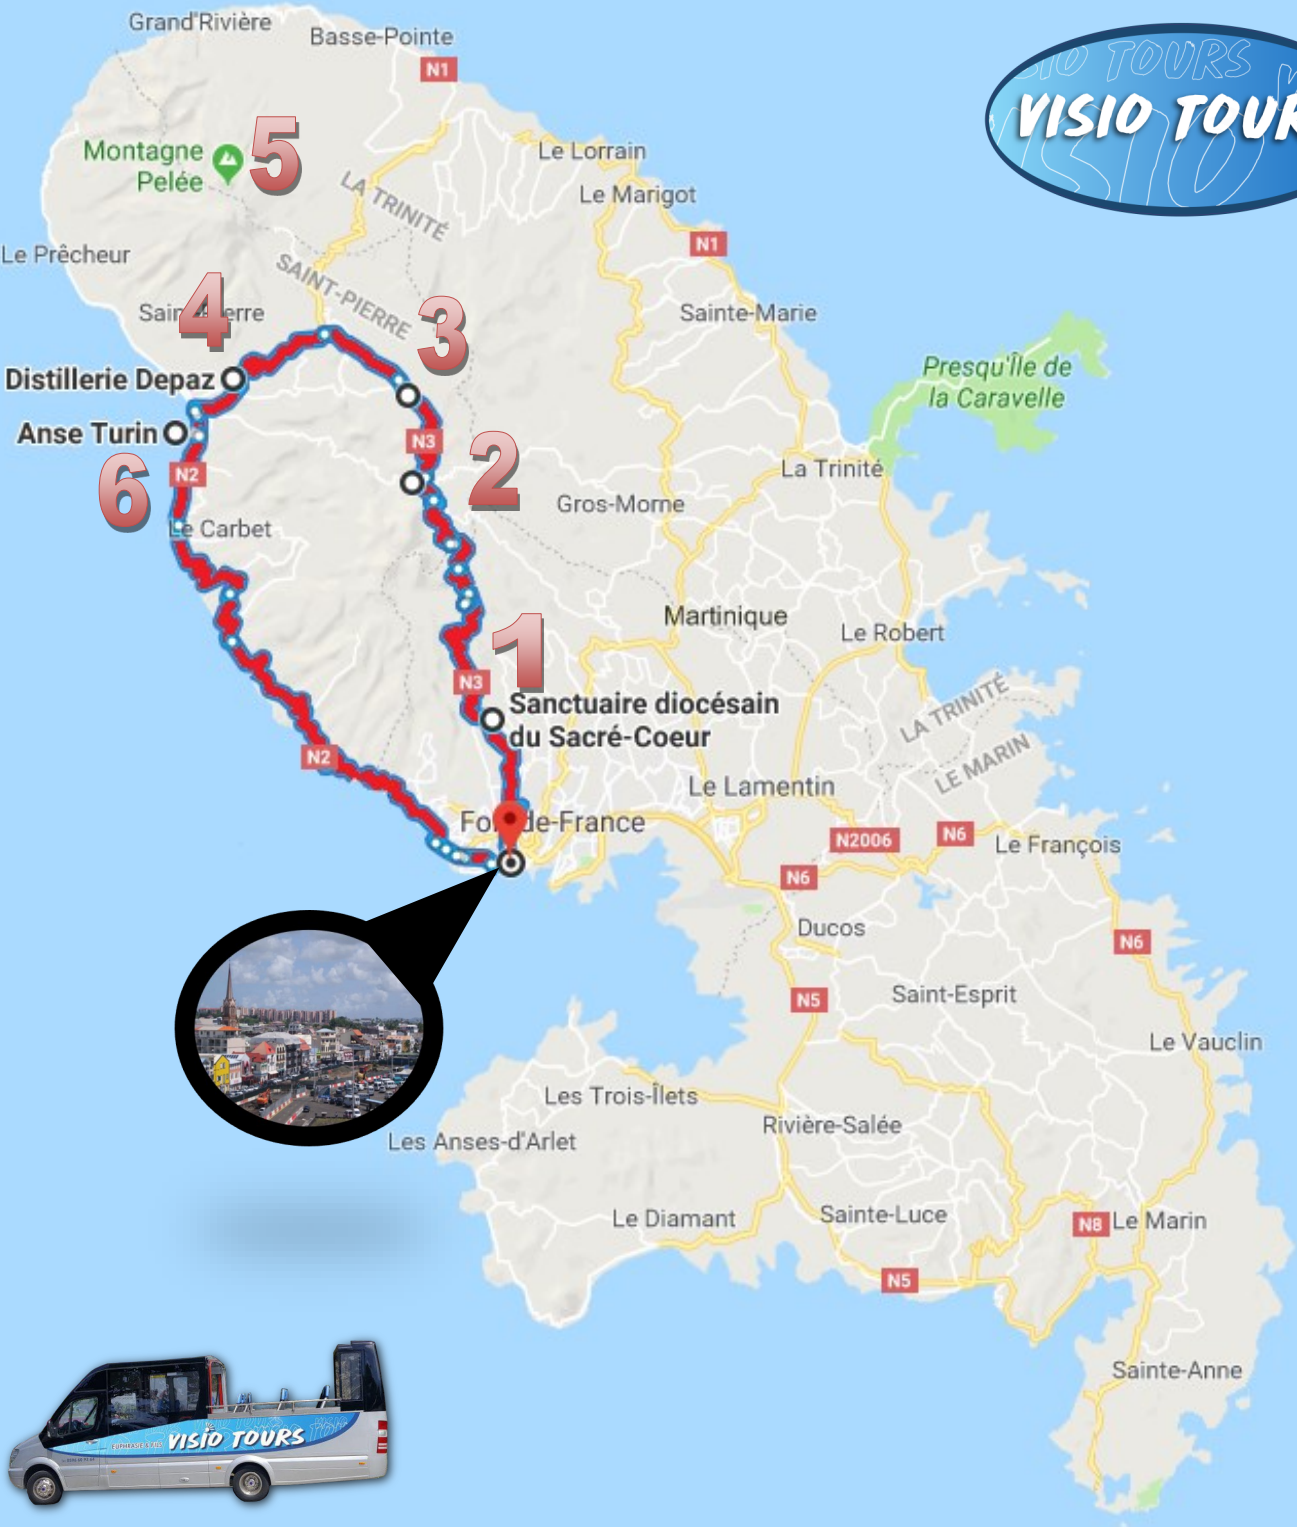 Grand'Rivière
Basse-Pointe
N1
VISIO TOURS
VISIO TOUR
5
Montagne
Pelée
Le Lorrain
LA TRINITÉ
Le Marigot
N1
Le Prêcheur
SAINT-PIERRE
4
3
Sainte-Marie
Presqu'Île de
la Caravelle
Distillerie Depaz
Anse Turin
N3
2
La Trinité
6
N2
Gros-Morne
Le Carbet
1
Martinique
Le Robert
N3
Sanctuaire diocésain
du Sacré-Coeur
LA TRINITÉ
LE MARIN
N2
Le Lamentin
Fort-de-France
N2006
N6
Le François
N6
Ducos
N6
N5
Saint-Esprit
Le Vauclin
Les Trois-Îlets
Rivière-Salée
Les Anses-d'Arlet
Le Diamant
Sainte-Luce
N8
Le Marin
N5
Sainte-Anne
VISIO TOURS
EUPHRASIE & FILS